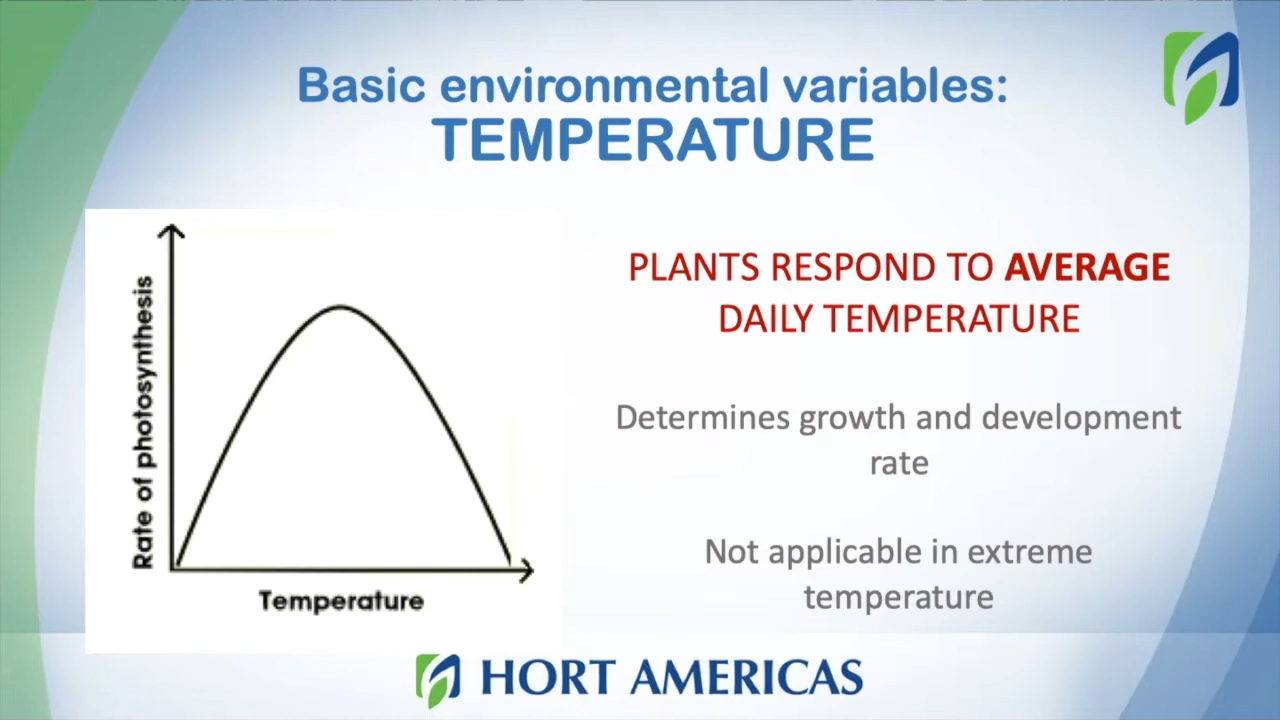 Basic environmental variables:
TEMPERATURE
Rate of photosynthesis
Temperature
PLANTS RESPOND TO AVERAGE
DAILY TEMPERATURE
Determines growth and development
rate
Not applicable in extreme
temperature
HORT AMERICAS